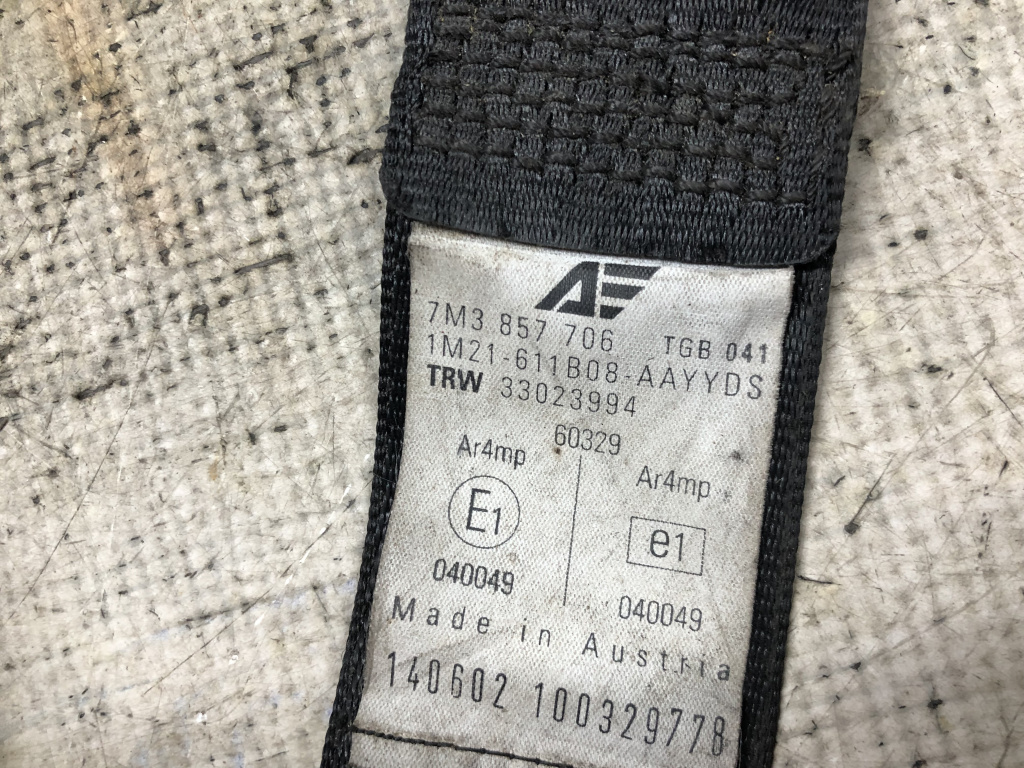 AE
7M3 857 706 TGB 041
1M21-611B08-AAYYDS
TRW 33023994
60329
Ar4mp Ar4mp
E1 e1
040049 040049
Made in Austria
140602 100329778